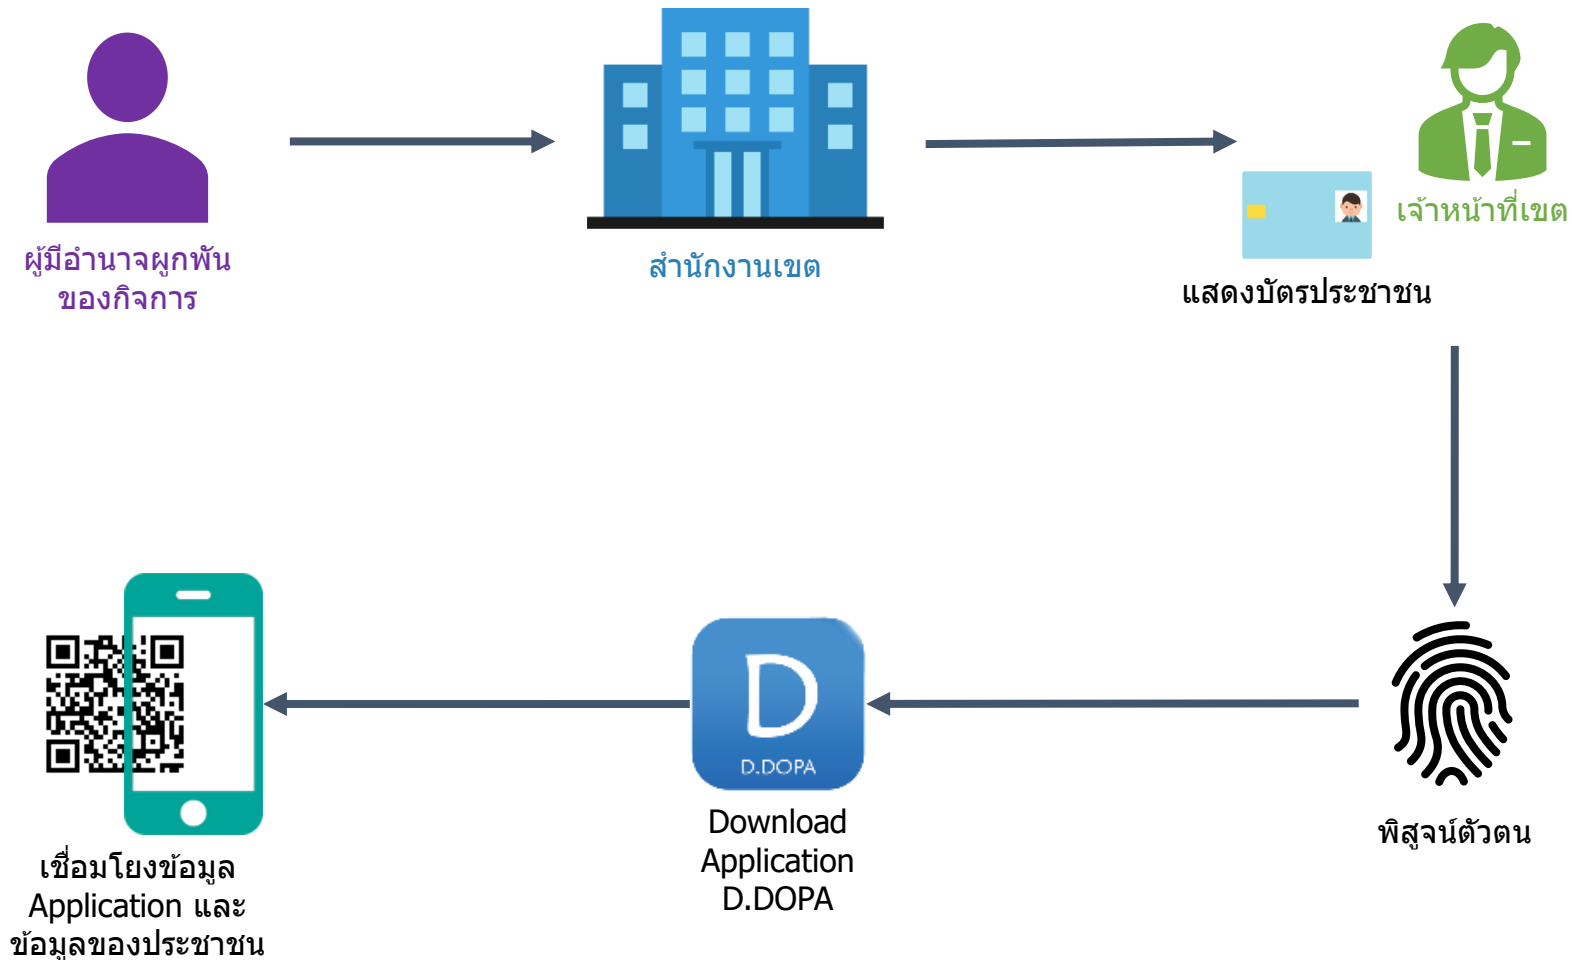 ผู้มีอำนาจผูกพัน
ของกิจการ
สำนักงานเขต
เจ้าหน้าที่เขต
แสดงบัตรประชาชน
พิสูจน์ตัวตน
D
D.DOPA
Download
Application
D.DOPA
เชื่อมโยงข้อมูล
Application และ
ข้อมูลของประชาชน